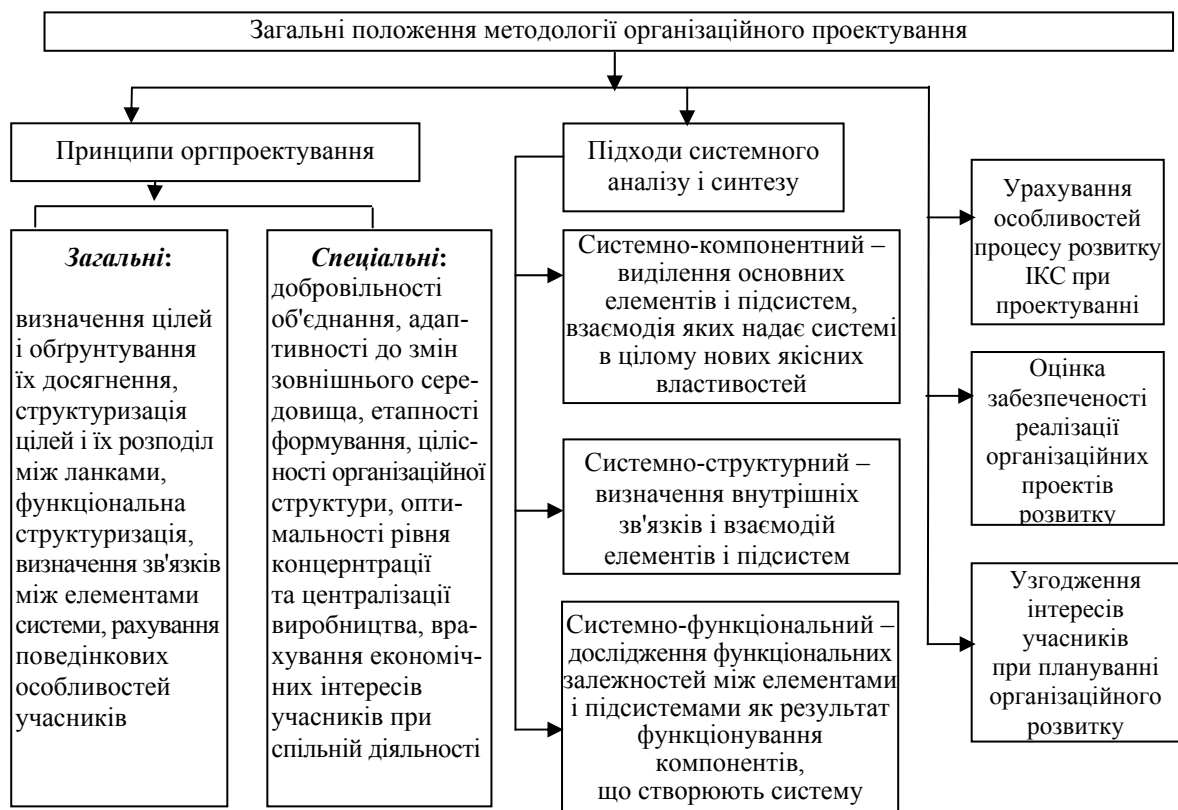 Загальні положення методології організаційного проектування
Принципи оргпроектування
Загальні:
визначення цілей
і обґрунтування
їх досягнення,
структуризація
цілей і їх розподіл
між ланками,
функціональна
структуризація,
визначення зв'язків
між елементами
системи, рахування
поведінкових
особливостей
учасників
Спеціальні:
добровільності
об'єднання, адап-
тивності до змін
зовнішнього сере-
довища, етапності
формування, ціліс-
ності організаційної
структури, опти-
мальності рівня
концернтрації
та централізації
виробництва, вра-
хування економіч-
них інтересів
учасників при
спільній діяльності
Підходи системного
аналізу і синтезу
Системно-компонентний –
виділення основних
елементів і підсистем,
взаємодія яких надає системі
в цілому нових якісних
властивостей
Системно-структурний –
визначення внутрішніх
зв'язків і взаємодій
елементів і підсистем
Системно-функціональний –
дослідження функціональних
залежностей між елементами
і підсистемами як результат
функціонування
компонентів,
що створюють систему
Урахування
особливостей
процесу розвитку
ІКС при
проектуванні
Оцінка
забезпеченості
реалізації
організаційних
проектів
розвитку
Узгодження
інтересів
учасників
при плануванні
організаційного
розвитку